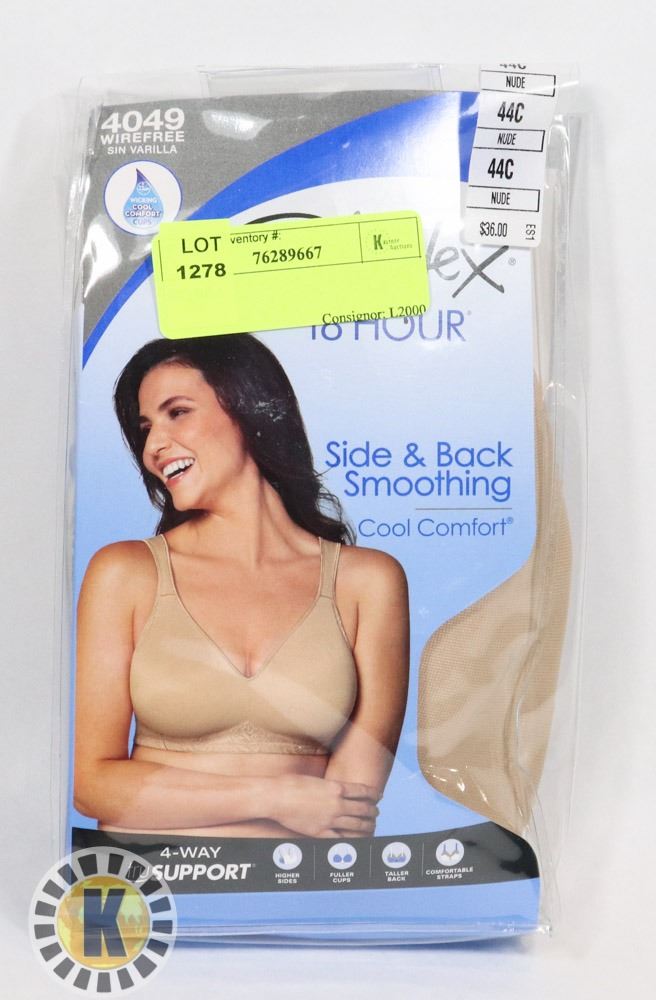 4049
WIREFREE
SIN VARILLA
WICKING
COOL
COMFORT
CUPS
44C
NUDE
44C
NUDE
44C
NUDE
$36.00
ES1
LOT
1278
ventory #:
76289667
K
Auctions
Consignor: L2000
18 HOUR®
Side & Back
Smoothing
Cool Comfort®
4-WAY
SUPPORT
HIGHER
SIDES
FULLER
CUPS
TALLER
BACK
COMFORTABLE
STRAPS
K